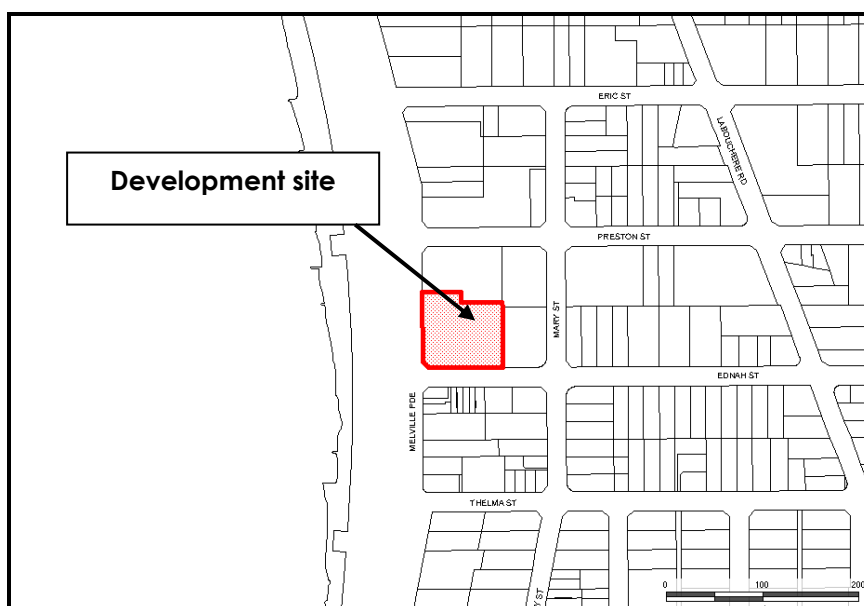 ERIC ST
LABOUCHERE RD
Development site
PRESTON ST
MARY ST
EDNAH ST
MELVILLE PDE
THELMA ST
0 100 200